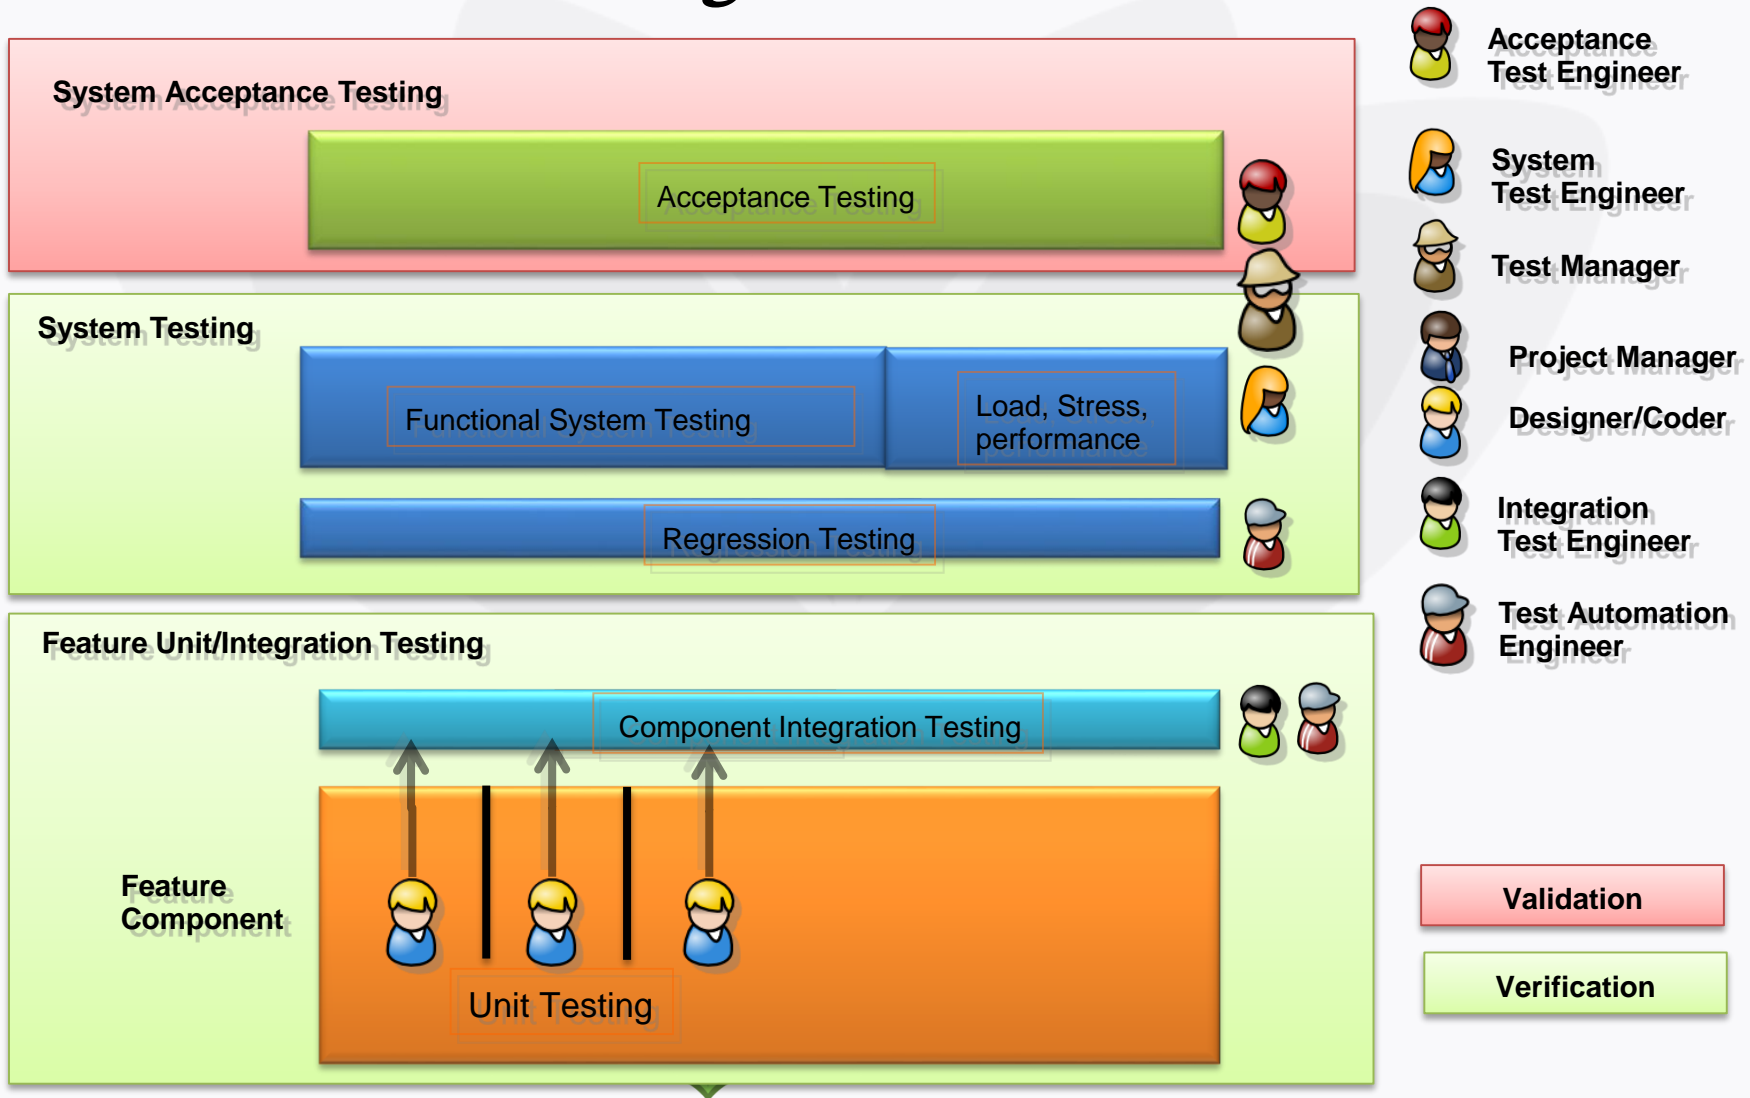 System Acceptance Testing
Acceptance Testing
System Testing
Functional System Testing
Load, Stress,
performance
Regression Testing
Feature Unit/Integration Testing
Component Integration Testing
Feature
Component
Unit Testing
Acceptance
Test Engineer
System
Test Engineer
Test Manager
Project Manager
Designer/Coder
Integration
Test Engineer
Test Automation
Engineer
Validation
Verification